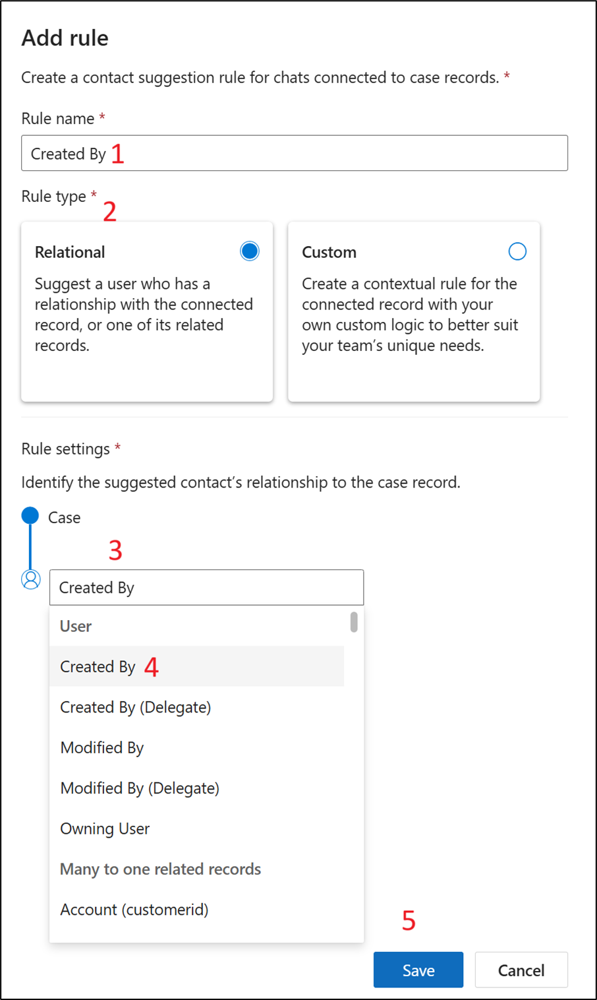 Add rule
Create a contact suggestion rule for chats connected to case records. *
Rule name *
Created By 1
Rule type *
2
Relational
Suggest a user who has a
relationship with the connected
record, or one of its related
records.
Custom
Create a contextual rule for the
connected record with your
own custom logic to better suit
your team's unique needs.
Rule settings *
Identify the suggested contact's relationship to the case record.
Case
3
Created By
User
Created By 4
Created By (Delegate)
Modified By
Modified By (Delegate)
Owning User
Many to one related records
Account (customerid)
5
Save
Cancel